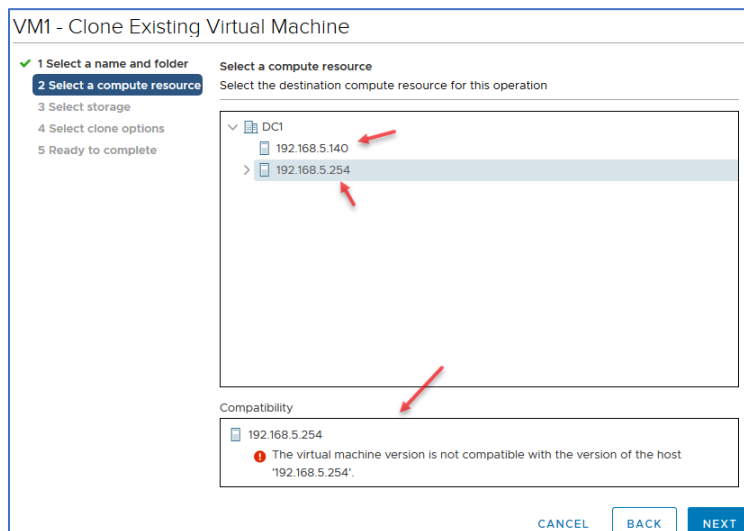 VM1 - Clone Existing Virtual Machine
1 Select a name and folder
2 Select a compute resource
3 Select storage
4 Select clone options
5 Ready to complete
Select a compute resource
Select the destination compute resource for this operation
DC1
192.168.5.140
192.168.5.254
Compatibility
192.168.5.254
The virtual machine version is not compatible with the version of the host
'192.168.5.254'.
CANCEL BACK NEXT